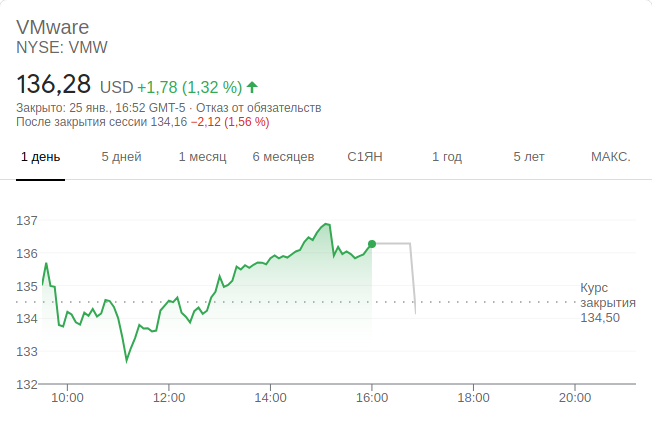 VMware
NYSE: VMW
136,28 USD +1,78 (1,32 %)
Закрыто: 25 янв., 16:52 GMT-5 · Отказ от обязательств
После закрытия сессии 134,16 −2,12 (1,56 %)
1 день 5 дней 1 месяц 6 месяцев С1ЯН 1 год 5 лет МАКС.
137
136
135
134
133
132
Курс
закрытия
134,50
10:00 12:00 14:00 16:00 18:00 20:00